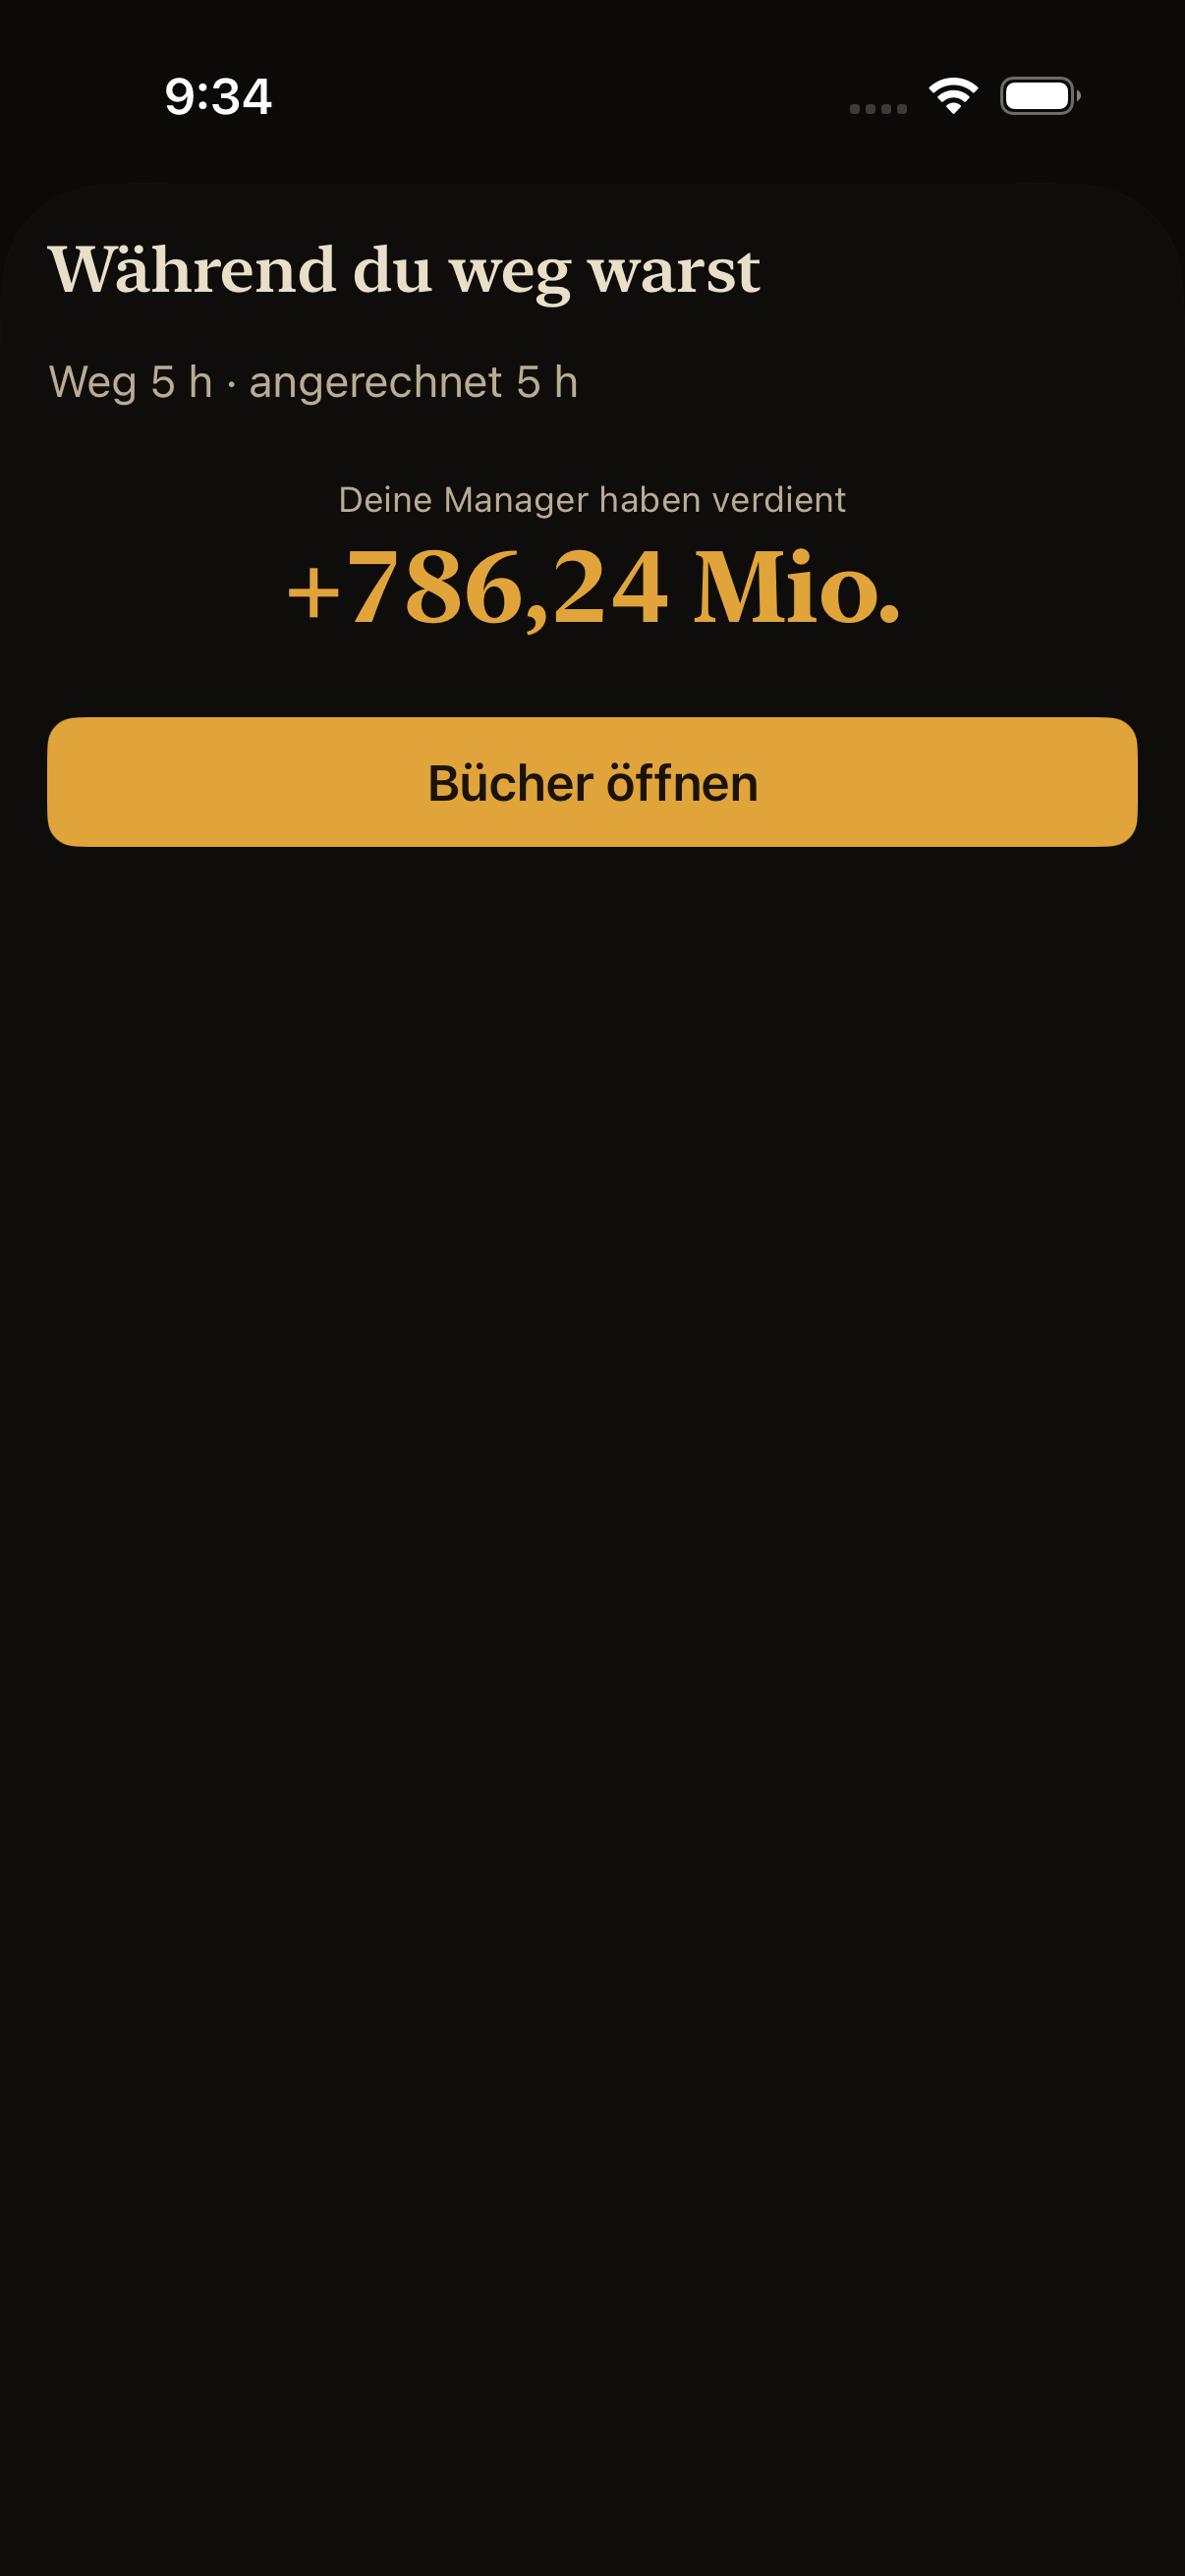 9:34
Während du weg warst
Weg 5 h · angerechnet 5 h
Deine Manager haben verdient
+786,24 Mio.
Bücher öffnen